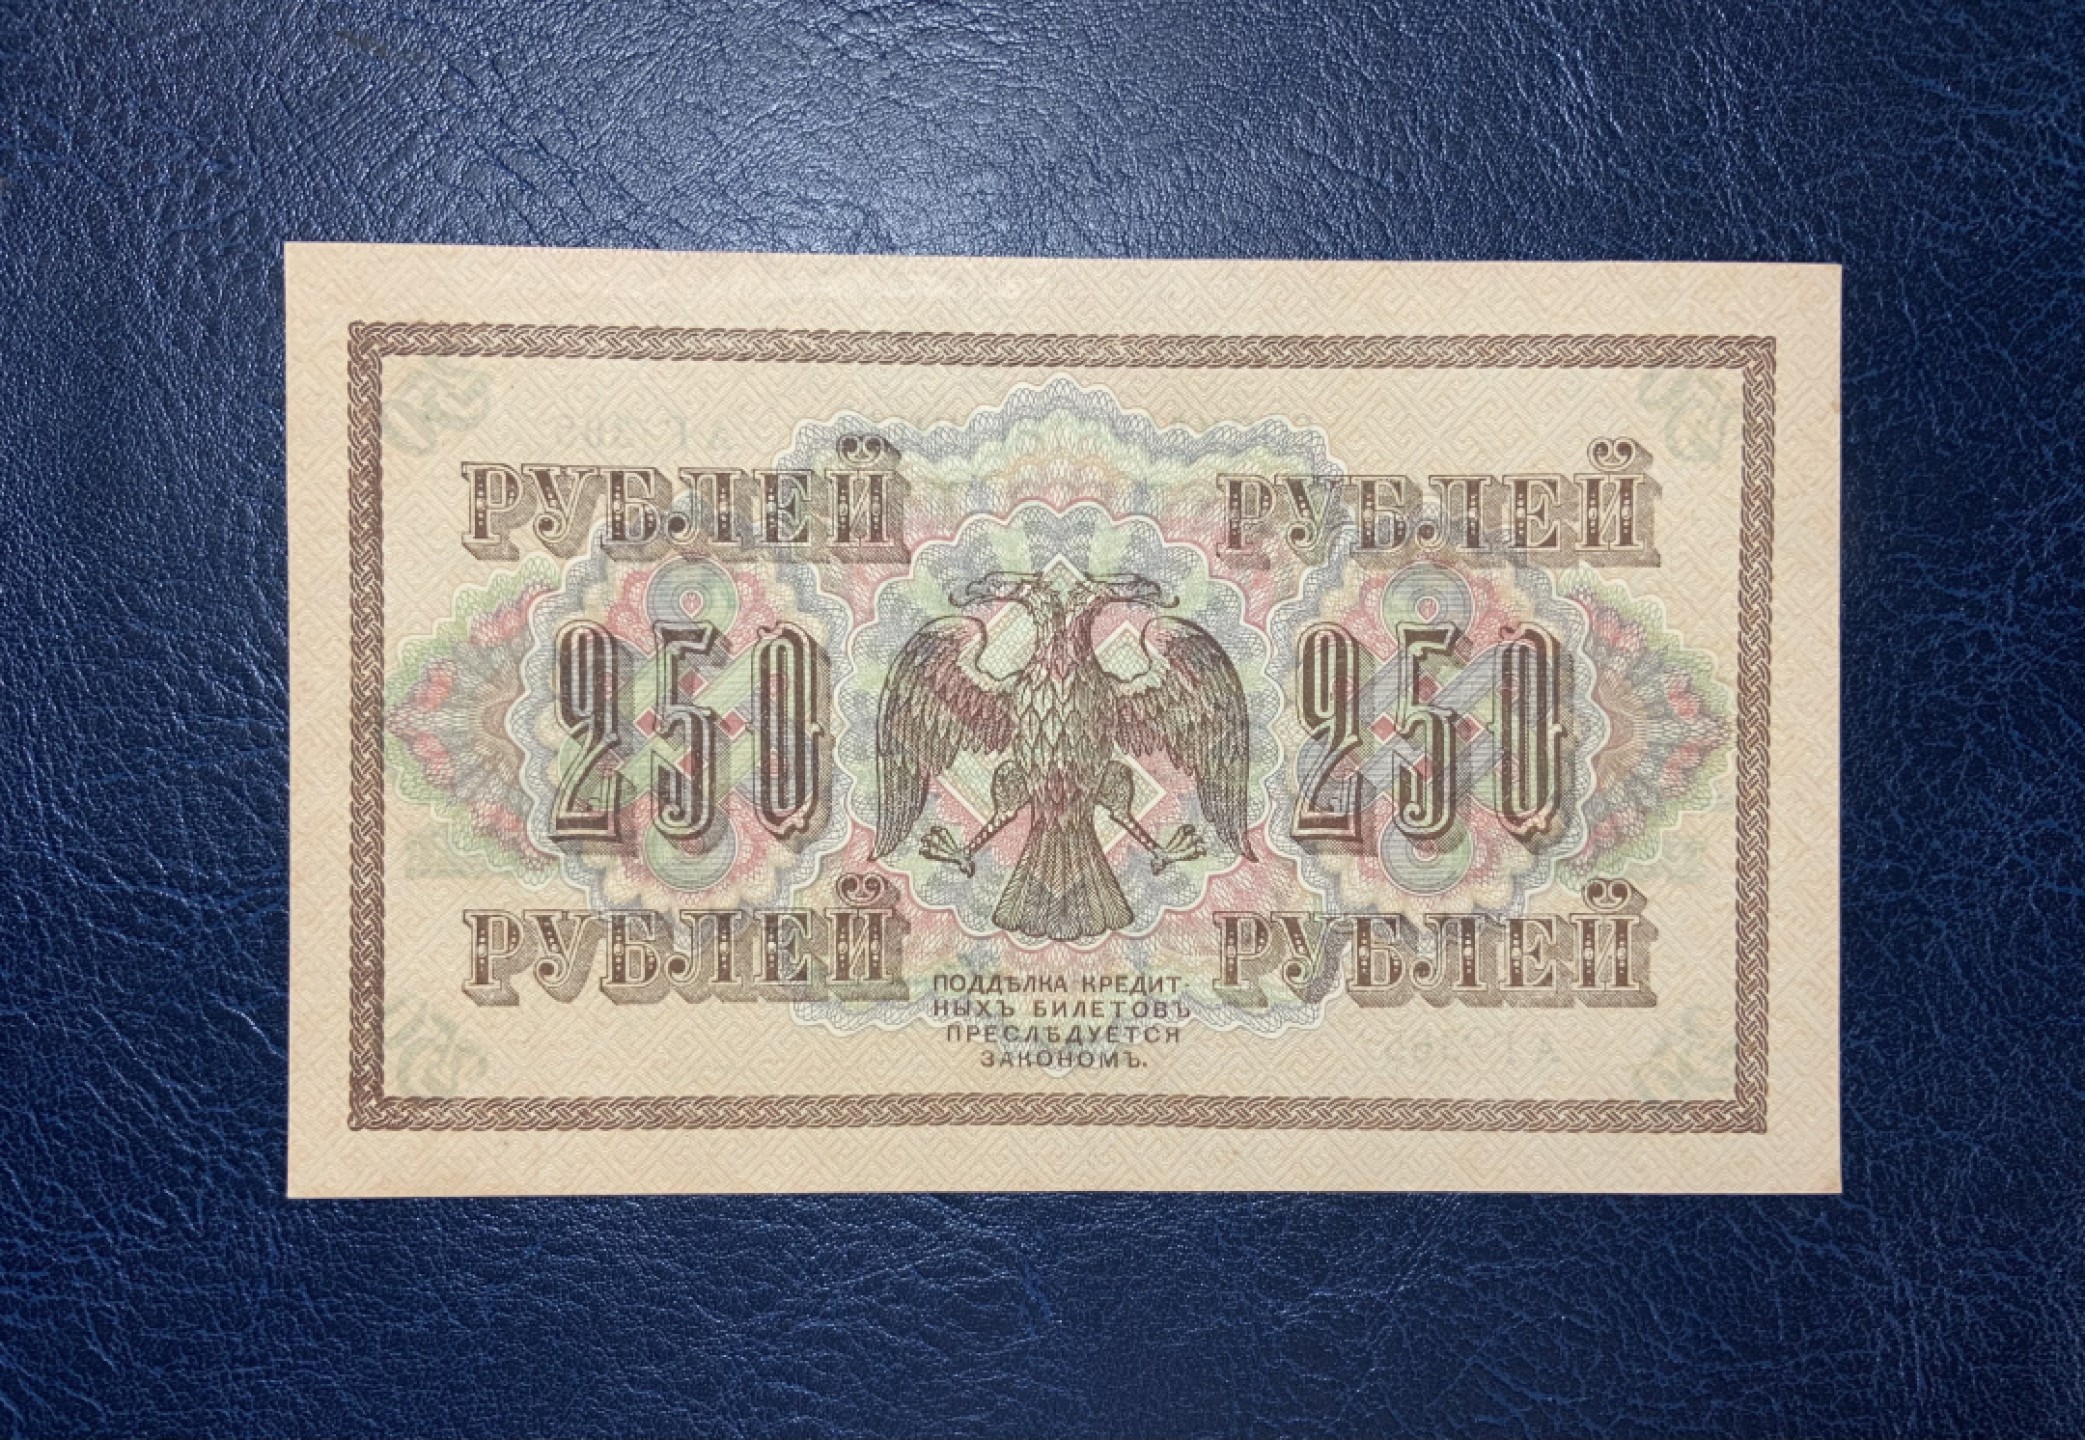 РУБЛЕЙ РУБЛЕЙ
250 250
РУБЛЕЙ РУБЛЕЙ
ПОДДѢЛКА КРЕДИТ-
НЫХЪ БИЛЕТОВЪ
ПРЕСЛѢДУЕТСЯ
ЗАКОНОМЪ.